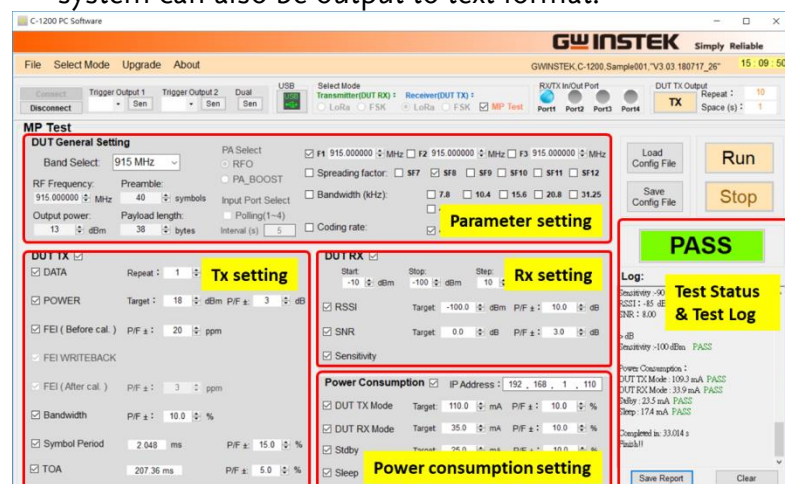 system can also be output to text format.
C-1200 PC Software
GW INSTEK Simply Reliable
File Select Mode Upgrade About
GWINSTEK,C-1200,Sample001,"V3.03.180717_26" 15 : 09 : 50
Connect Trigger Output 1 Trigger Output 2 Dual USB Select Mode RX/TX In/Out Port DUT TX Output
Transmitter(DUT RX) : Receiver(DUT TX) : Repeat : 10
Disconnect Sen Sen Sen LoRa FSK LoRa FSK MP Test Port1 Port2 Port3 Port4 TX Space (s) : 1
MP Test
DUT General Setting
Band Select: 915 MHz
PA Select
RFO
PA_BOOST
RF Frequency: Preamble:
915.000000 MHz 40 symbols
Input Port Select
Output power: Payload length:
Polling(1~4)
13 dBm 38 bytes
Interval (s) 5
F1 915.000000 MHz F2 915.000000 MHz F3 915.000000 MHz
Spreading factor: SF7 SF8 SF9 SF10 SF11 SF12
Bandwidth (kHz): 7.8 10.4 15.6 20.8 31.25
Coding rate:
Parameter setting
Load Config File
Run
Save Config File
Stop
DUT TX
DATA Repeat : 1
Tx setting
POWER Target : 18 dBm P/F ± : 3 dB
FEI ( Before cal. ) P/F ± : 20 ppm
FEI WRITEBACK
FEI (After cal. ) P/F ± : 3 ppm
Bandwidth P/F ± : 10.0 %
Symbol Period 2.048 ms P/F ± : 15.0 %
TOA 207.36 ms P/F ± : 5.0 %
DUT RX
Start: Stop: Step:
-10 dBm -100 dBm 10
Rx setting
RSSI Target: -100.0 dBm P/F ± : 10.0 dB
SNR Target: 0.0 dB P/F ± : 3.0 dB
Sensitivity
Power Consumption IP Address : 192 . 168 . 1 . 110
DUT TX Mode Target: 110.0 mA P/F ± : 10.0 %
DUT RX Mode Target: 35.0 mA P/F ± : 10.0 %
Stdby Target: 25.0 mA P/F ± : 10.0 %
Sleep
Power consumption setting
PASS
Log:
Sensitivity :-90
RSSI : -85 dB
SNR : 8.00
Test Status
& Test Log
> dB
Sensitivity :-100 dBm PASS
Power Consumption :
DUT TX Mode : 109.3 mA PASS
DUT RX Mode : 33.9 mA PASS
Stdby : 23.5 mA PASS
Sleep : 17.4 mA PASS
Completed in: 33.014 s
Finish!!
Save Report Clear